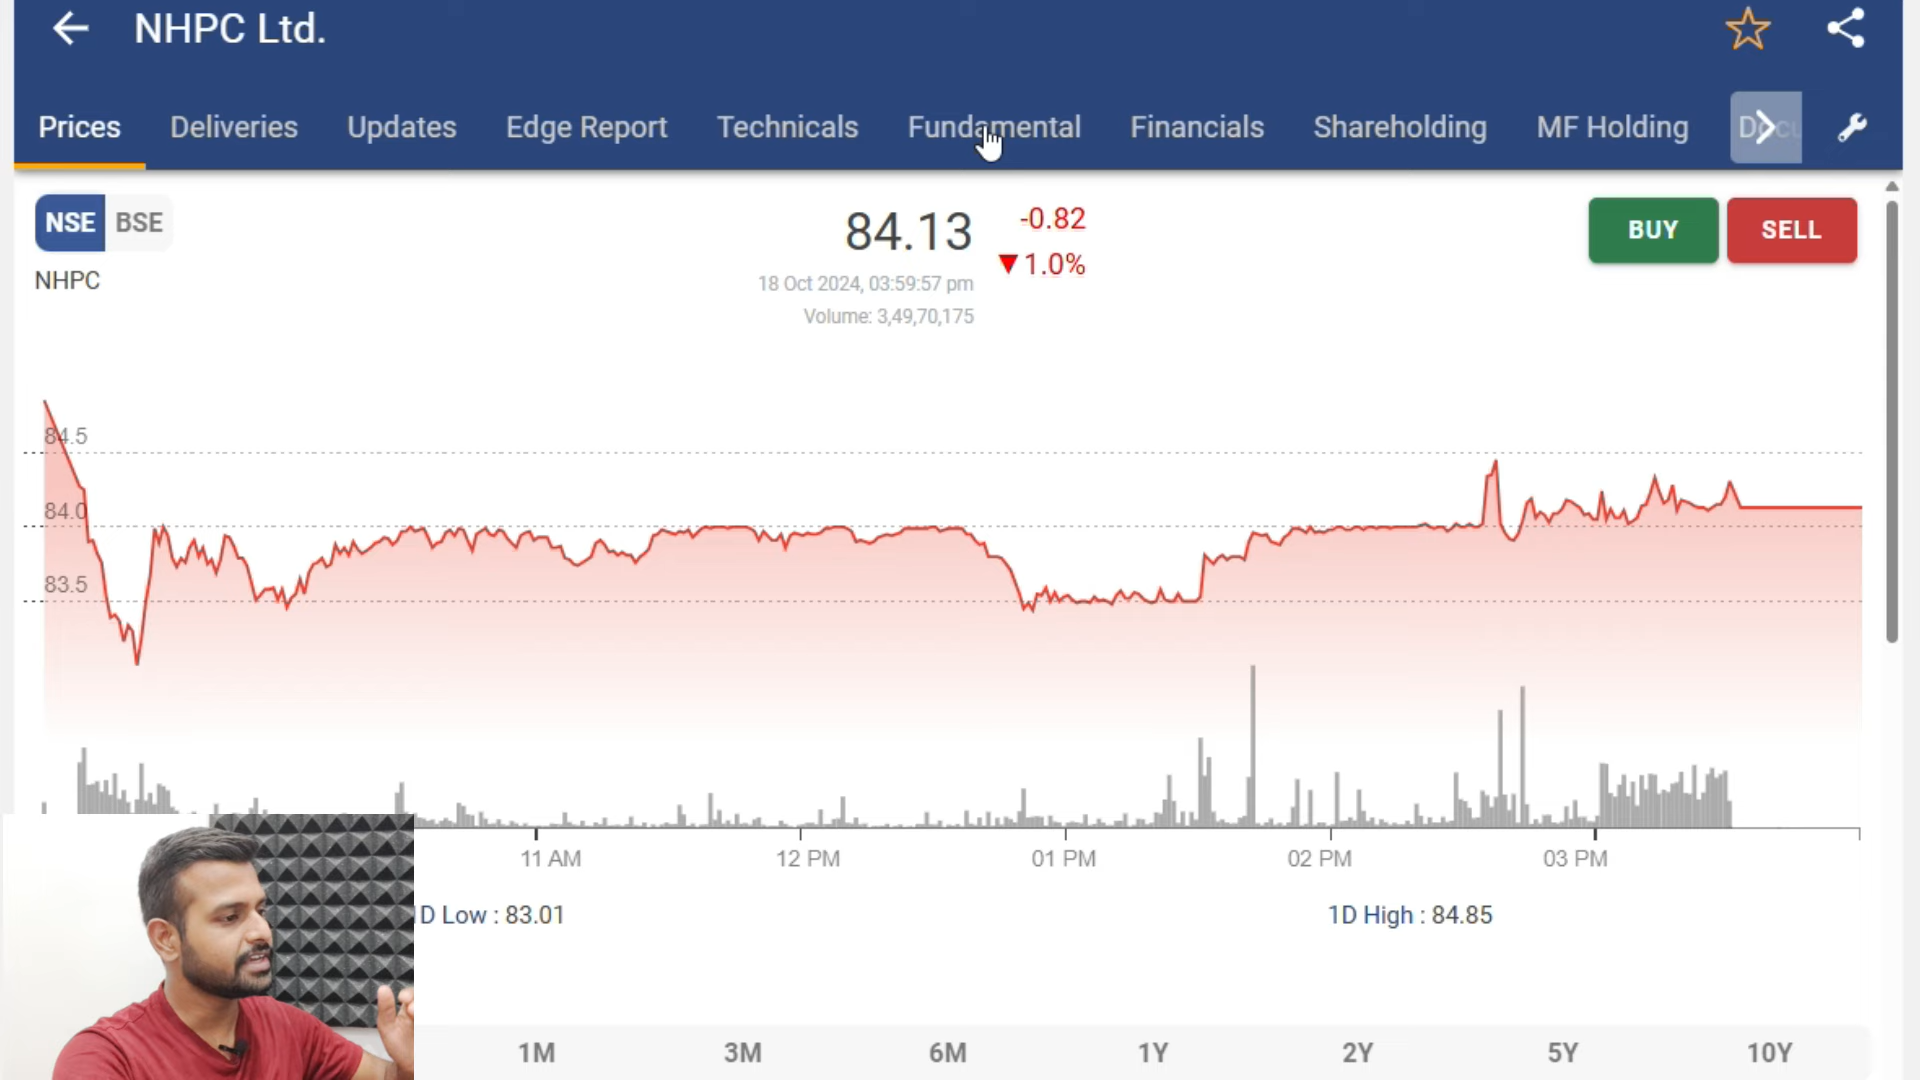 NHPC Ltd.
Prices Deliveries Updates Edge Report Technicals Fundamental Financials Shareholding MF Holding
NSE BSE
NHPC
84.13
-0.82
▼1.0%
18 Oct 2024, 03:59:57 pm
Volume: 3,49,70,175
BUY SELL
84.5
84.0
83.5
11 AM 12 PM 01 PM 02 PM 03 PM
D Low : 83.01
1D High : 84.85
1M 3M 6M 1Y 2Y 5Y 10Y